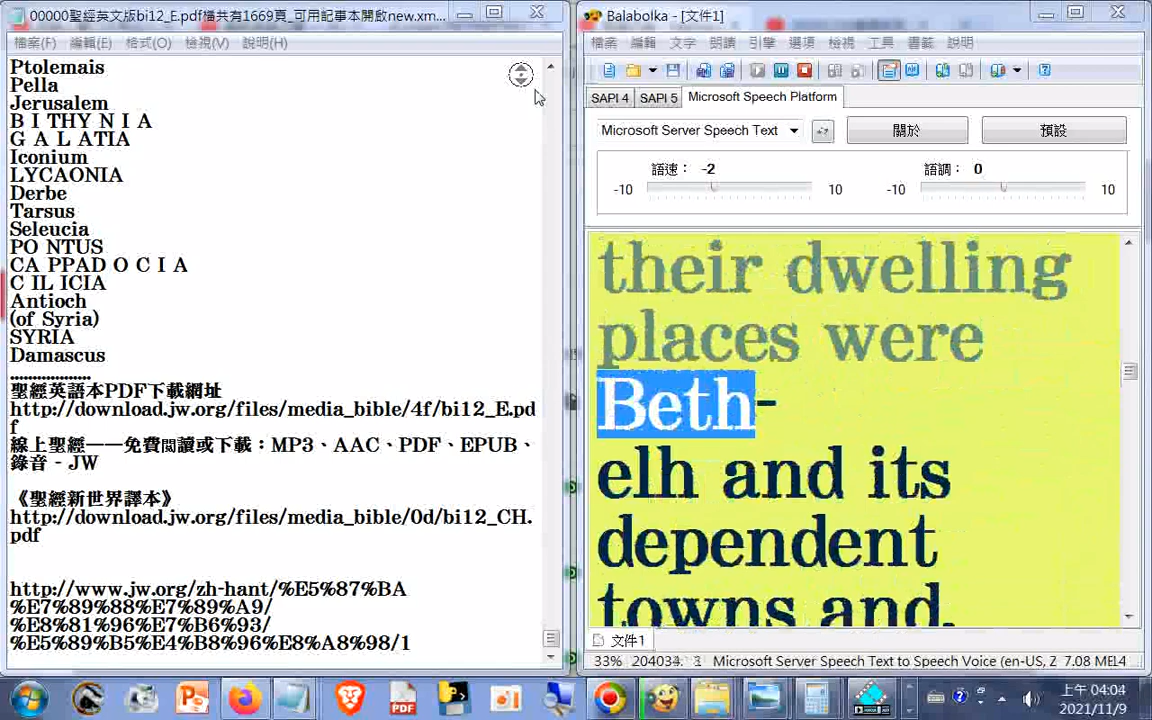 00000聖經英文版bi12_E.pdf檔共有1669頁_可用記事本開啟new.xm...
檔案(F) 編輯(E) 格式(O) 檢視(V) 說明(H)
Ptolemais
Pella
Jerusalem
B I THY N I A
G A L ATIA
Iconium
LYCAONIA
Derbe
Tarsus
Seleucia
PO NTUS
CA PPAD O C I A
C IL ICIA
Antioch
(of Syria)
SYRIA
Damascus
..................
聖經英語本PDF下載網址
http://download.jw.org/files/media_bible/4f/bi12_E.pd
f
線上聖經——免費閱讀或下載：MP3、AAC、PDF、EPUB、
錄音 - JW
《聖經新世界譯本》
http://download.jw.org/files/media_bible/0d/bi12_CH.
pdf
http://www.jw.org/zh-hant/%E5%87%BA
%E7%89%88%E7%89%A9/
%E8%81%96%E7%B6%93/
%E5%89%B5%E4%B8%96%E8%A8%98/1
Balabolka - [文件1]
檔案 編輯 文字 朗讀 引擎 選項 檢視 工具 書籤 說明
SAPI 4 SAPI 5 Microsoft Speech Platform
Microsoft Server Speech Text 關於 預設
語速： -2 語調： 0
-10 10 -10 10
their dwelling
places were
Beth-
elh and its
dependent
towns and,
文件1
33% Microsoft Server Speech Text to Speech Voice (en-US, Z 7.08 ME
PDF
上午 04:04
2021/11/9